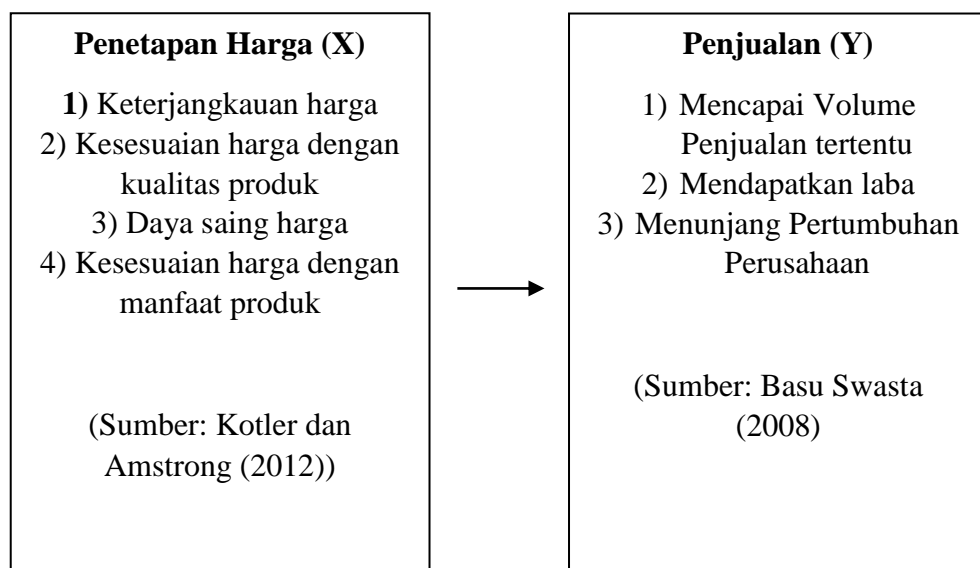 Penetapan Harga (X)
1) Keterjangkauan harga
2) Kesesuaian harga dengan
kualitas produk
3) Daya saing harga
4) Kesesuaian harga dengan
manfaat produk
(Sumber: Kotler dan
Amstrong (2012))
Penjualan (Y)
1) Mencapai Volume
Penjualan tertentu
2) Mendapatkan laba
3) Menunjang Pertumbuhan
Perusahaan
(Sumber: Basu Swasta
(2008)